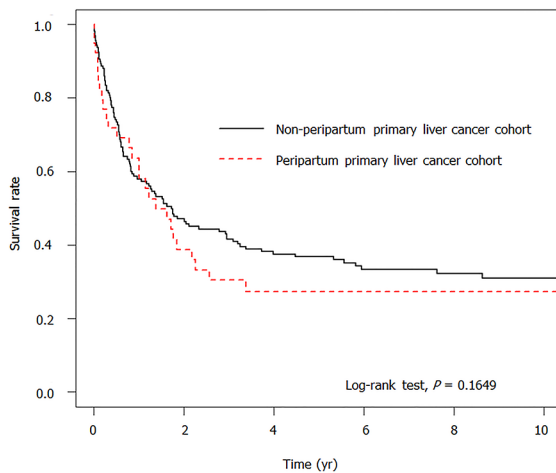 1.0
0.8
0.6
0.4
0.2
0.0
Survival rate
Non-peripartum primary liver cancer cohort
Peripartum primary liver cancer cohort
Log-rank test, P = 0.1649
0 2 4 6 8 10
Time (yr)